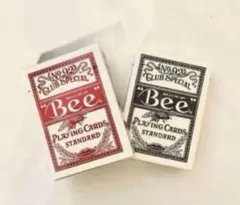 No. 92
CLUB SPECIAL
"Bee"
PLAYING CARDS
STANDARD
No. 92
CLUB SPECIAL
"Bee"
PLAYING CARDS
STANDARD